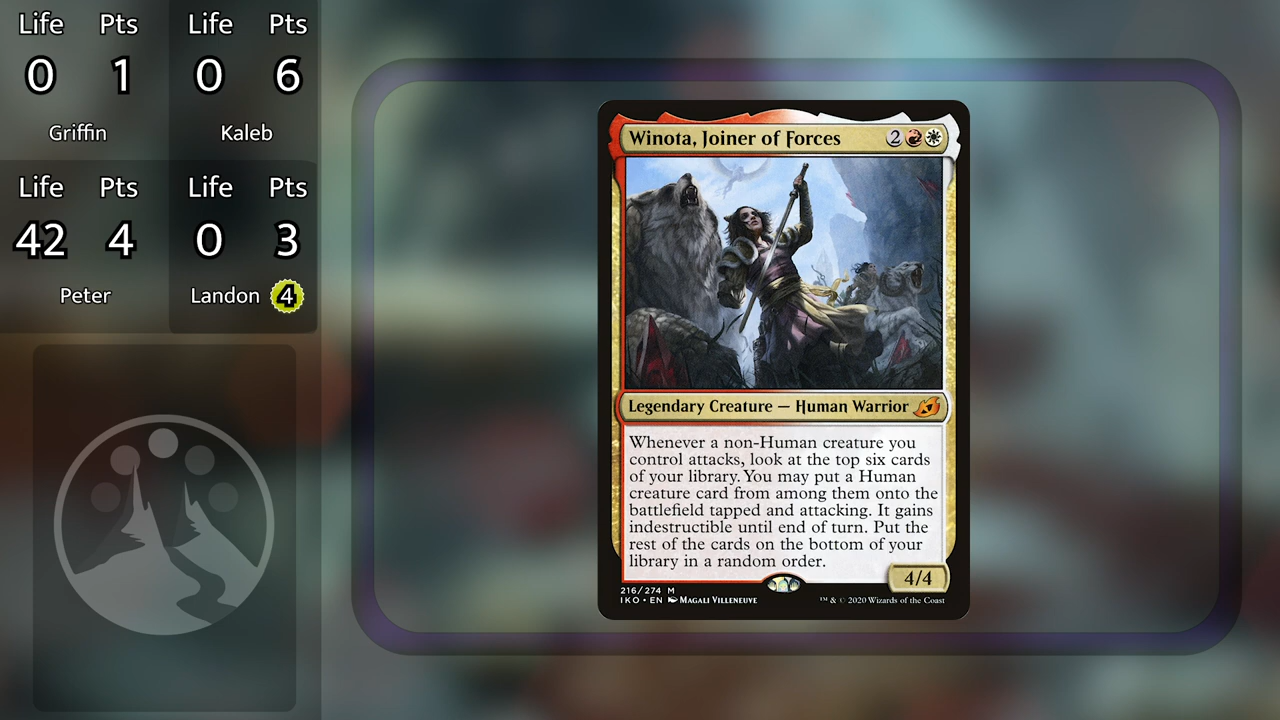 Life Pts Life Pts
0 1 0 6
Griffin Kaleb
Life Pts Life Pts
42 4 0 3
Peter Landon 4
Winota, Joiner of Forces 2
Legendary Creature — Human Warrior
Whenever a non-Human creature you
control attacks, look at the top six cards
of your library. You may put a Human
creature card from among them onto the
battlefield tapped and attacking. It gains
indestructible until end of turn. Put the
rest of the cards on the bottom of your
library in a random order.
4/4
216/274 M
IKO • EN Magali Villeneuve
™ & © 2020 Wizards of the Coast